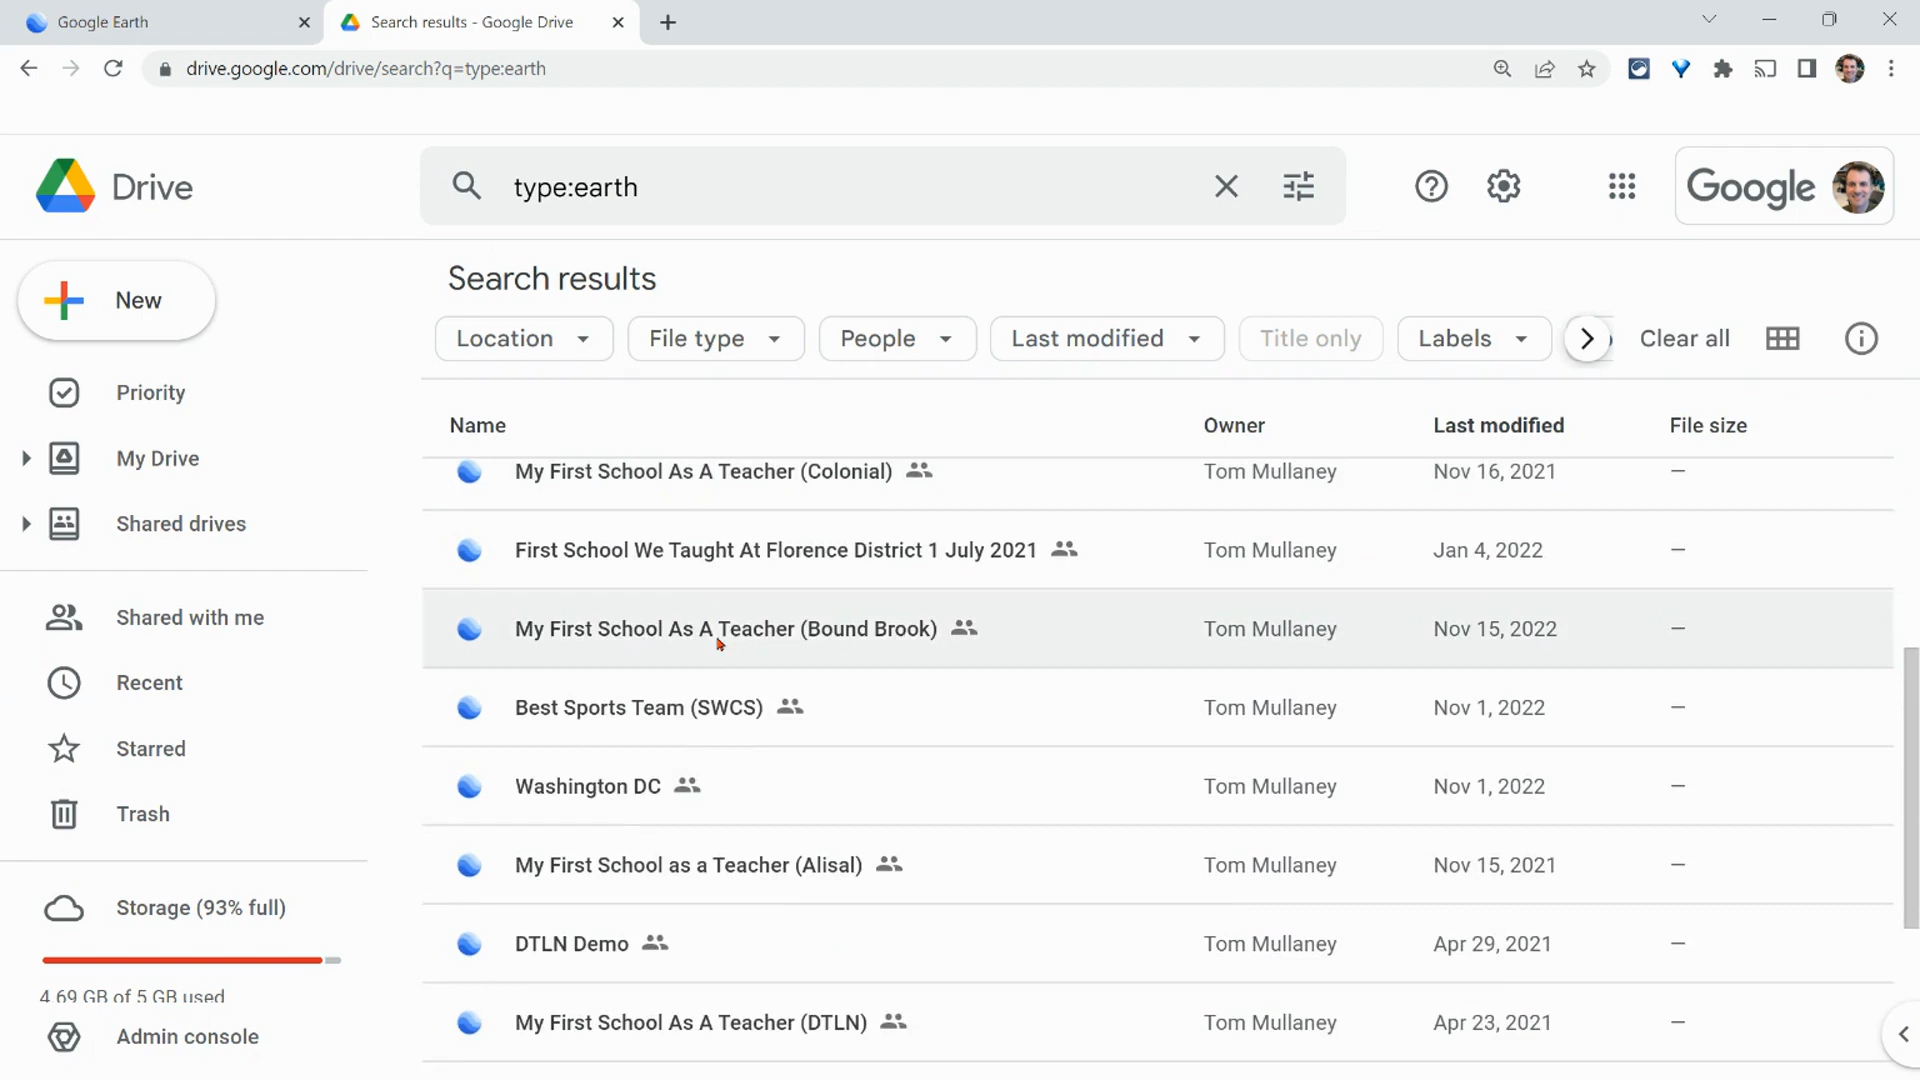 Google Earth
Search results - Google Drive
drive.google.com/drive/search?q=type:earth
Drive
type:earth
Google
New
Priority
My Drive
Shared drives
Shared with me
Recent
Starred
Trash
Storage (93% full)
4.69 GB of 5 GB used
Admin console
Search results
Location
File type
People
Last modified
Title only
Labels
Clear all
Name Owner Last modified File size
My First School As A Teacher (Colonial) Tom Mullaney Nov 16, 2021 —
First School We Taught At Florence District 1 July 2021 Tom Mullaney Jan 4, 2022 —
My First School As A Teacher (Bound Brook) Tom Mullaney Nov 15, 2022 —
Best Sports Team (SWCS) Tom Mullaney Nov 1, 2022 —
Washington DC Tom Mullaney Nov 1, 2022 —
My First School as a Teacher (Alisal) Tom Mullaney Nov 15, 2021 —
DTLN Demo Tom Mullaney Apr 29, 2021 —
My First School As A Teacher (DTLN) Tom Mullaney Apr 23, 2021 —